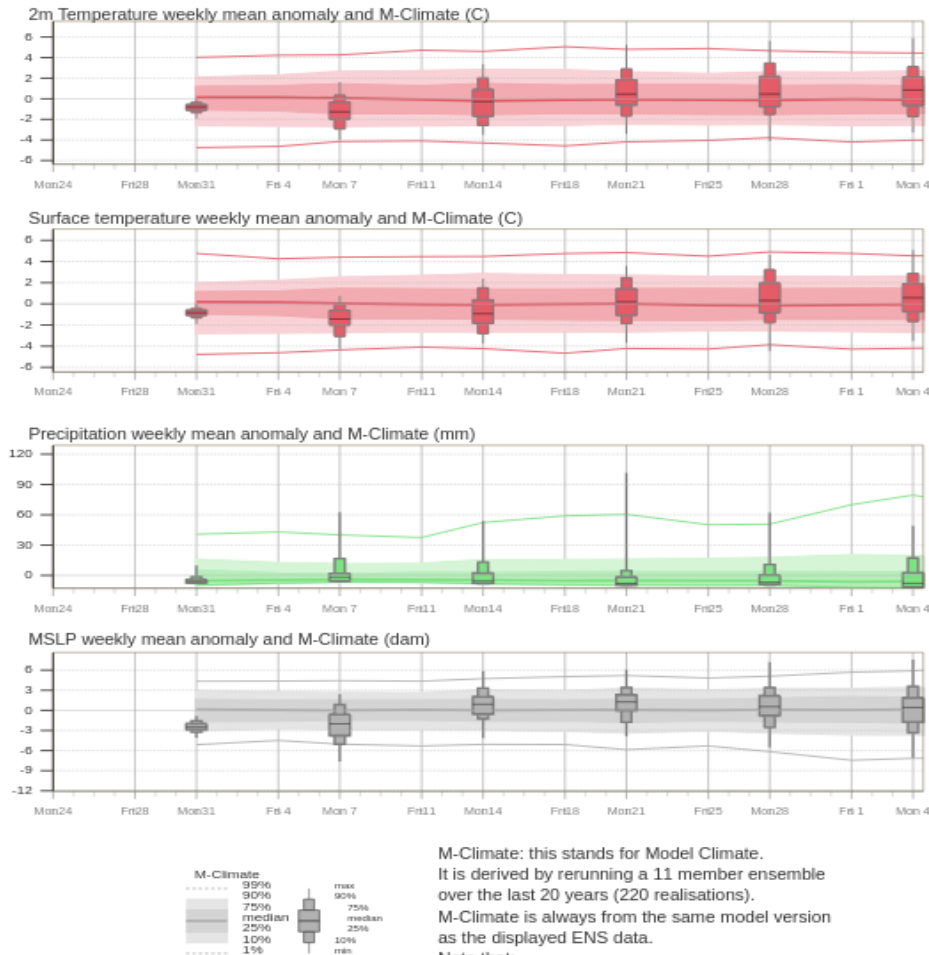 2m Temperature weekly mean anomaly and M-Climate (C)
6
4
2
0
-2
-4
-6
Mon24 Fri28 Mon31 Fri 4 Mon 7 Fri11 Mon14 Fri18 Mon21 Fri25 Mon28 Fri 1 Mon 4
Surface temperature weekly mean anomaly and M-Climate (C)
6
4
2
0
-2
-4
-6
Mon24 Fri28 Mon31 Fri 4 Mon 7 Fri11 Mon14 Fri18 Mon21 Fri25 Mon28 Fri 1 Mon 4
Precipitation weekly mean anomaly and M-Climate (mm)
120
90
60
30
0
Mon24 Fri28 Mon31 Fri 4 Mon 7 Fri11 Mon14 Fri18 Mon21 Fri25 Mon28 Fri 1 Mon 4
MSLP weekly mean anomaly and M-Climate (dam)
6
3
0
-3
-6
-9
-12
Mon24 Fri28 Mon31 Fri 4 Mon 7 Fri11 Mon14 Fri18 Mon21 Fri25 Mon28 Fri 1 Mon 4
M-Climate
99%
90%
75%
median
25%
10%
1%
max
90%
75%
median
25%
10%
min
M-Climate: this stands for Model Climate.
It is derived by rerunning a 11 member ensemble
over the last 20 years (220 realisations).
M-Climate is always from the same model version
as the displayed ENS data.